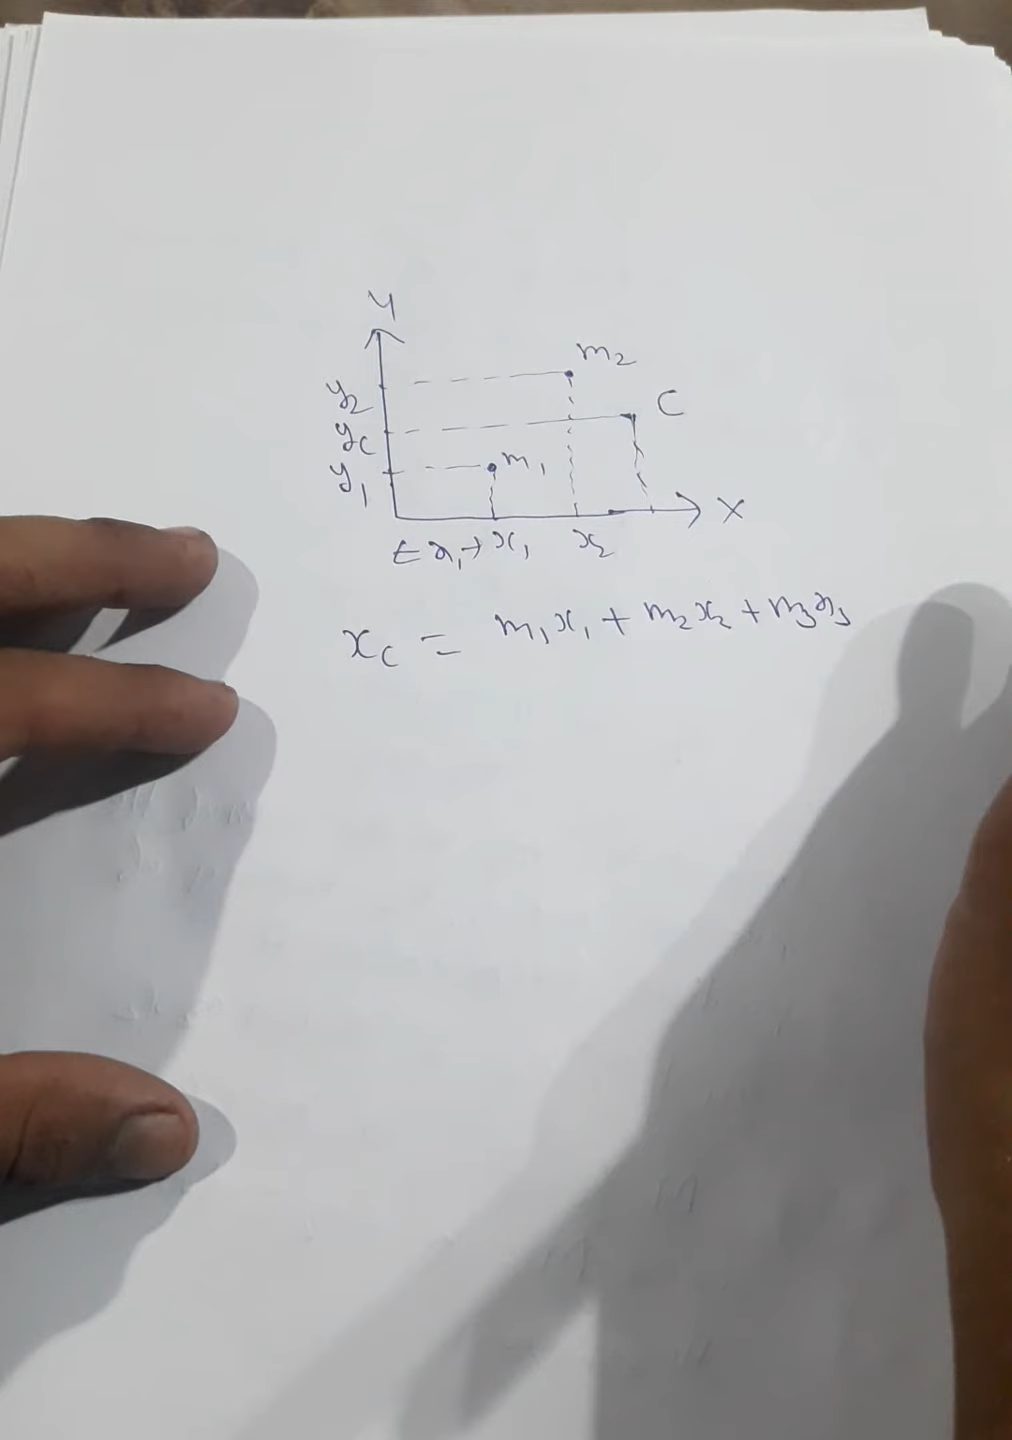 y
m₂
y₂
C
y_c
m₁
y₁
X
x₁ x₁ x₂
x_c = m₁x₁ + m₂x₂ + m₃x₃